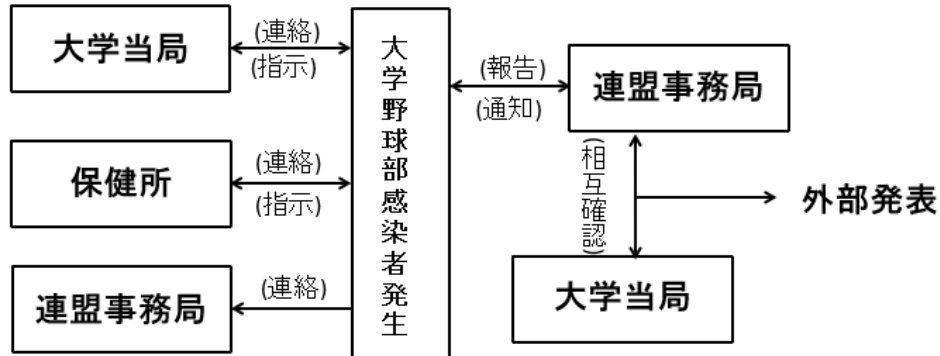 大学当局
(連絡)
(指示)
保健所
(連絡)
(指示)
連盟事務局
(連絡)
大学野球部感染者発生
(報告)
(通知)
連盟事務局
(相互確認)
外部発表
大学当局